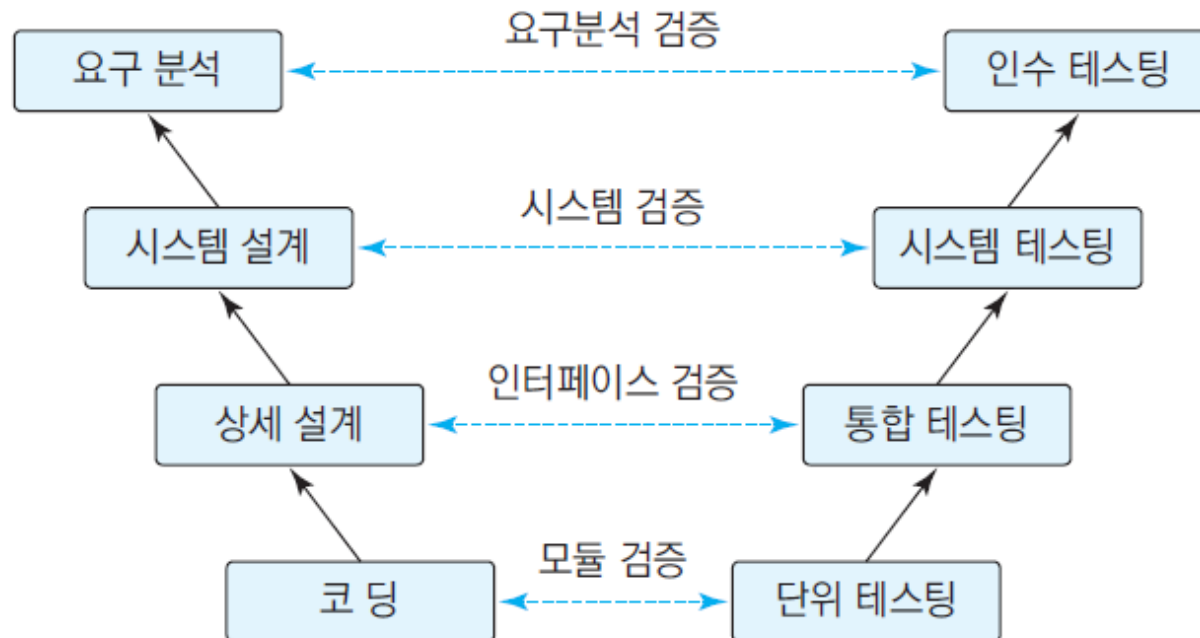 요구분석 검증
요구 분석
인수 테스팅
시스템 검증
시스템 설계
시스템 테스팅
인터페이스 검증
상세 설계
통합 테스팅
모듈 검증
코 딩
단위 테스팅